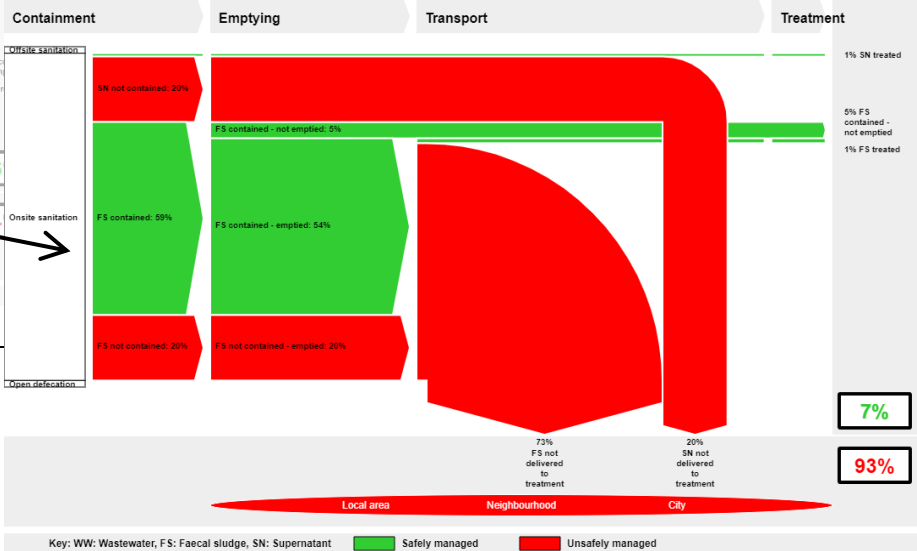 Containment
Emptying
Transport
Treatment
Offsite sanitation
1% SN treated
SN not contained: 20%
5% FS
contained -
not emptied
FS contained - not emptied: 5%
1% FS treated
Onsite sanitation
FS contained: 59%
FS contained - emptied: 54%
FS not contained: 20%
FS not contained - emptied: 20%
Open defecation
7%
73%
FS not
delivered
to
treatment
20%
SN not
delivered
to
treatment
93%
Local area
Neighbourhood
City
Key: WW: Wastewater, FS: Faecal sludge, SN: Supernatant
Safely managed
Unsafely managed